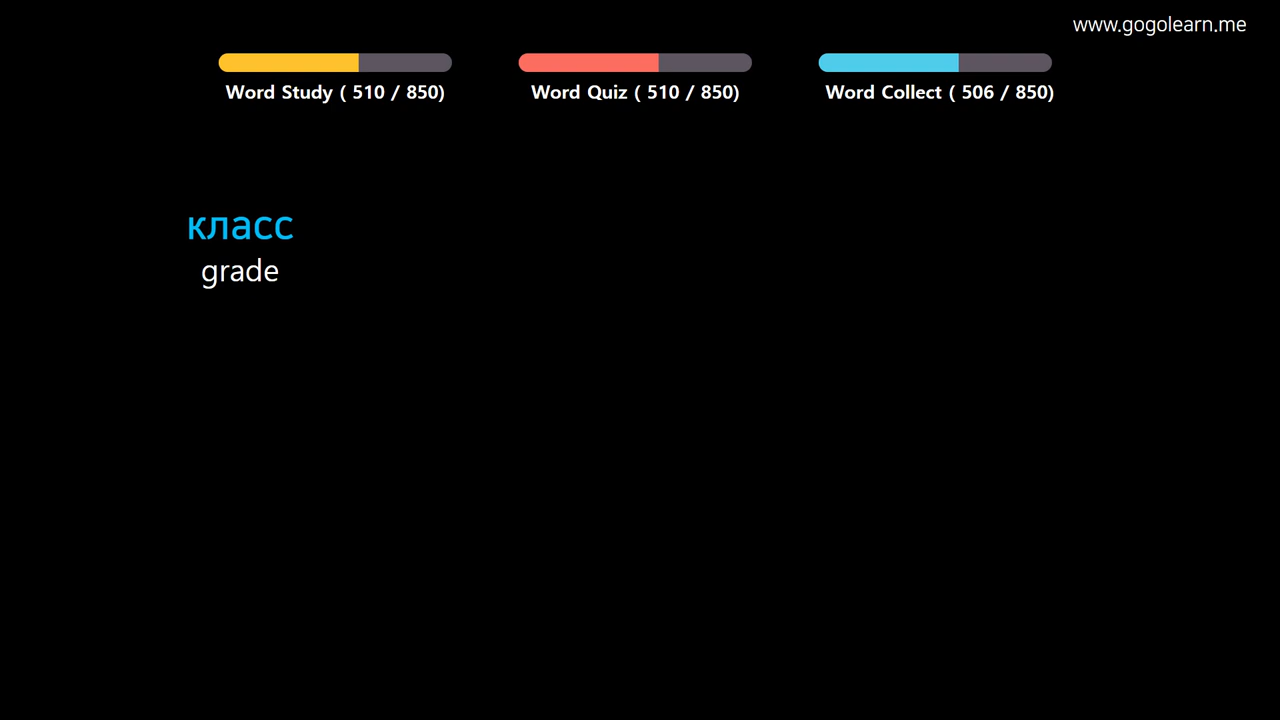 www.gogolearn.me
Word Study ( 510 / 850)
Word Quiz ( 510 / 850)
Word Collect ( 506 / 850)
класс
grade